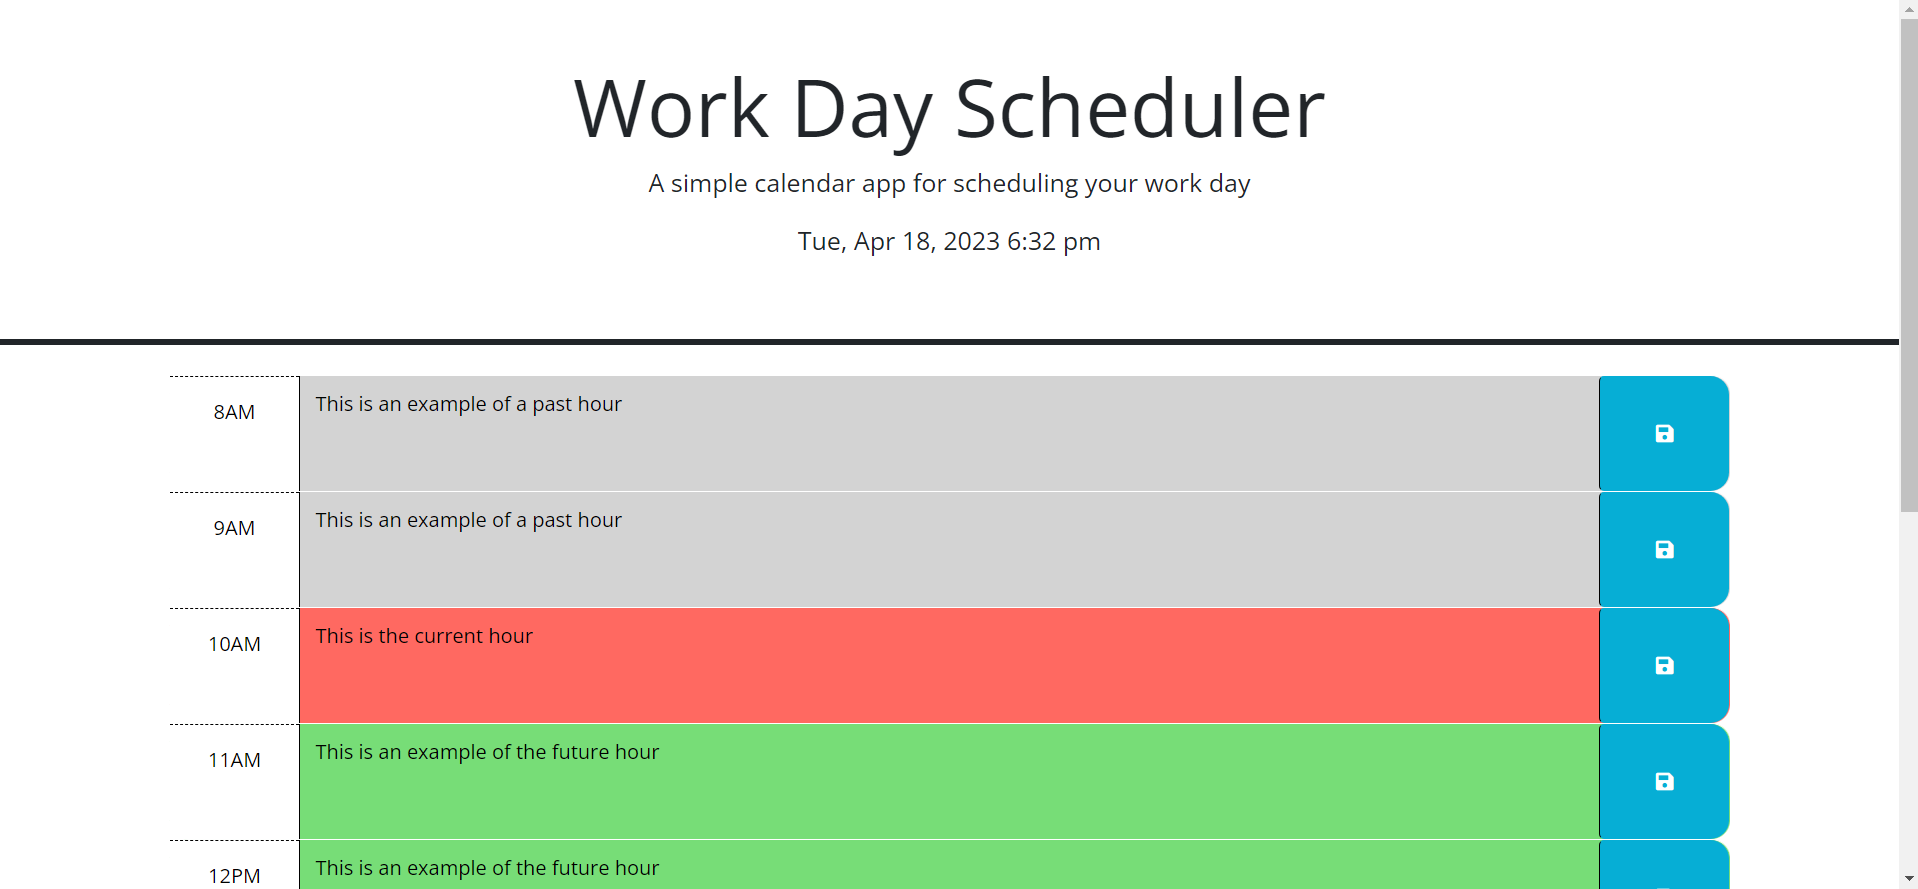 Work Day Scheduler
A simple calendar app for scheduling your work day
Tue, Apr 18, 2023 6:32 pm
8AM
This is an example of a past hour
9AM
This is an example of a past hour
10AM
This is the current hour
11AM
This is an example of the future hour
12PM
This is an example of the future hour